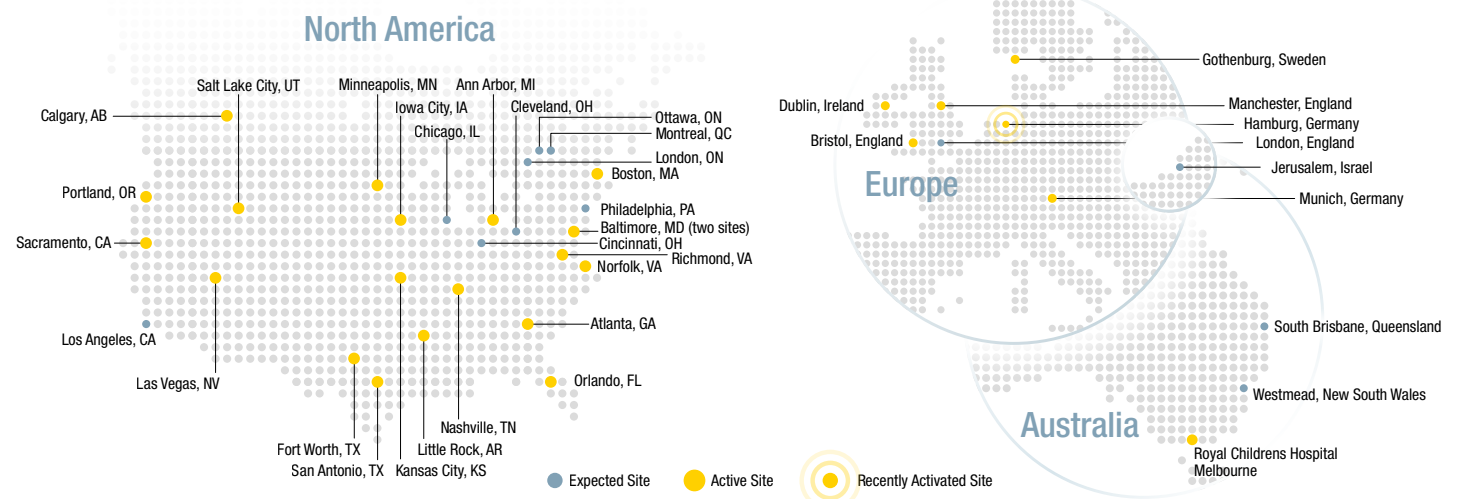 North America
Salt Lake City, UT
Minneapolis, MN
Ann Arbor, MI
Iowa City, IA
Cleveland, OH
Calgary, AB
Chicago, IL
Ottawa, ON
Montreal, QC
London, ON
Boston, MA
Portland, OR
Philadelphia, PA
Baltimore, MD (two sites)
Sacramento, CA
Cincinnati, OH
Richmond, VA
Norfolk, VA
Los Angeles, CA
Atlanta, GA
Las Vegas, NV
Orlando, FL
Nashville, TN
Fort Worth, TX
Little Rock, AR
San Antonio, TX
Kansas City, KS
Gothenburg, Sweden
Dublin, Ireland
Manchester, England
Hamburg, Germany
Bristol, England
London, England
Jerusalem, Israel
Europe
Munich, Germany
South Brisbane, Queensland
Westmead, New South Wales
Australia
Royal Childrens Hospital
Melbourne
Expected Site
Active Site
Recently Activated Site